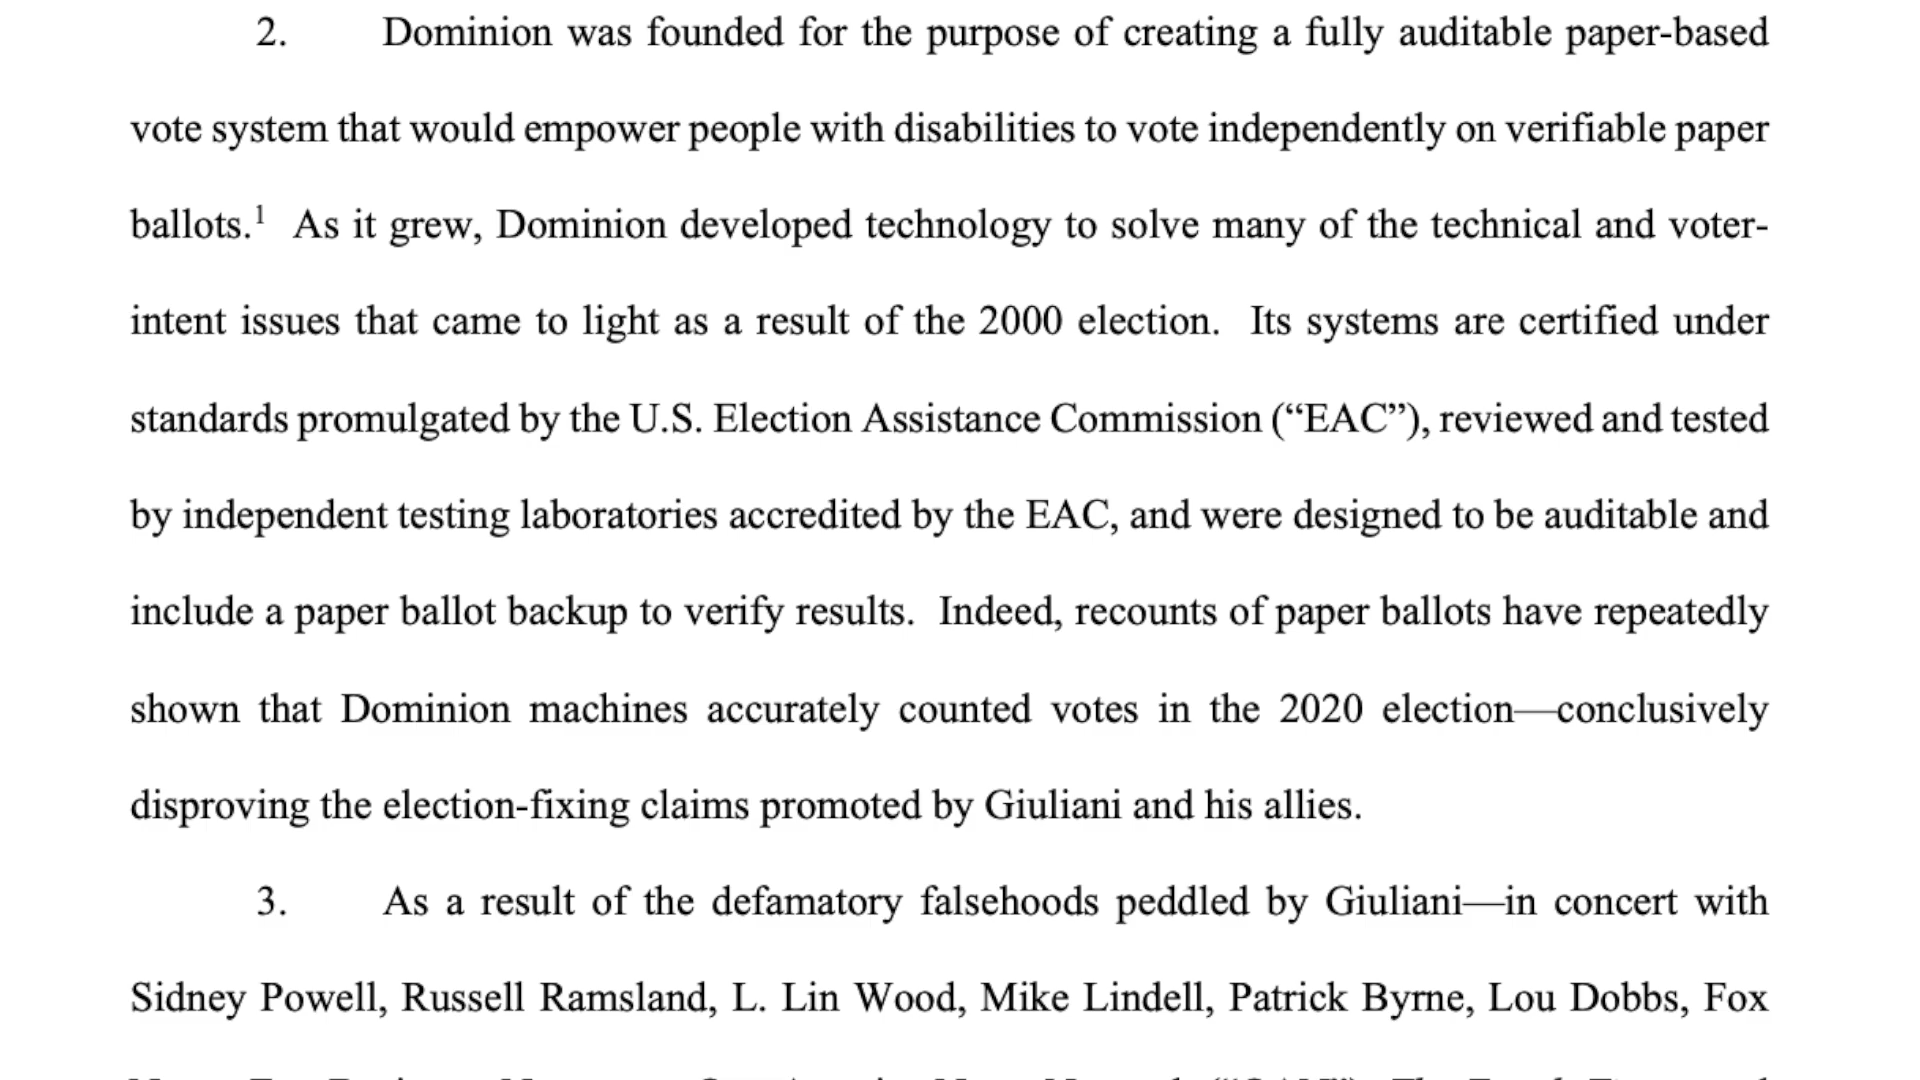 2. Dominion was founded for the purpose of creating a fully auditable paper-based
vote system that would empower people with disabilities to vote independently on verifiable paper
ballots.¹ As it grew, Dominion developed technology to solve many of the technical and voter-
intent issues that came to light as a result of the 2000 election. Its systems are certified under
standards promulgated by the U.S. Election Assistance Commission (“EAC”), reviewed and tested
by independent testing laboratories accredited by the EAC, and were designed to be auditable and
include a paper ballot backup to verify results. Indeed, recounts of paper ballots have repeatedly
shown that Dominion machines accurately counted votes in the 2020 election—conclusively
disproving the election-fixing claims promoted by Giuliani and his allies.
3. As a result of the defamatory falsehoods peddled by Giuliani—in concert with
Sidney Powell, Russell Ramsland, L. Lin Wood, Mike Lindell, Patrick Byrne, Lou Dobbs, Fox